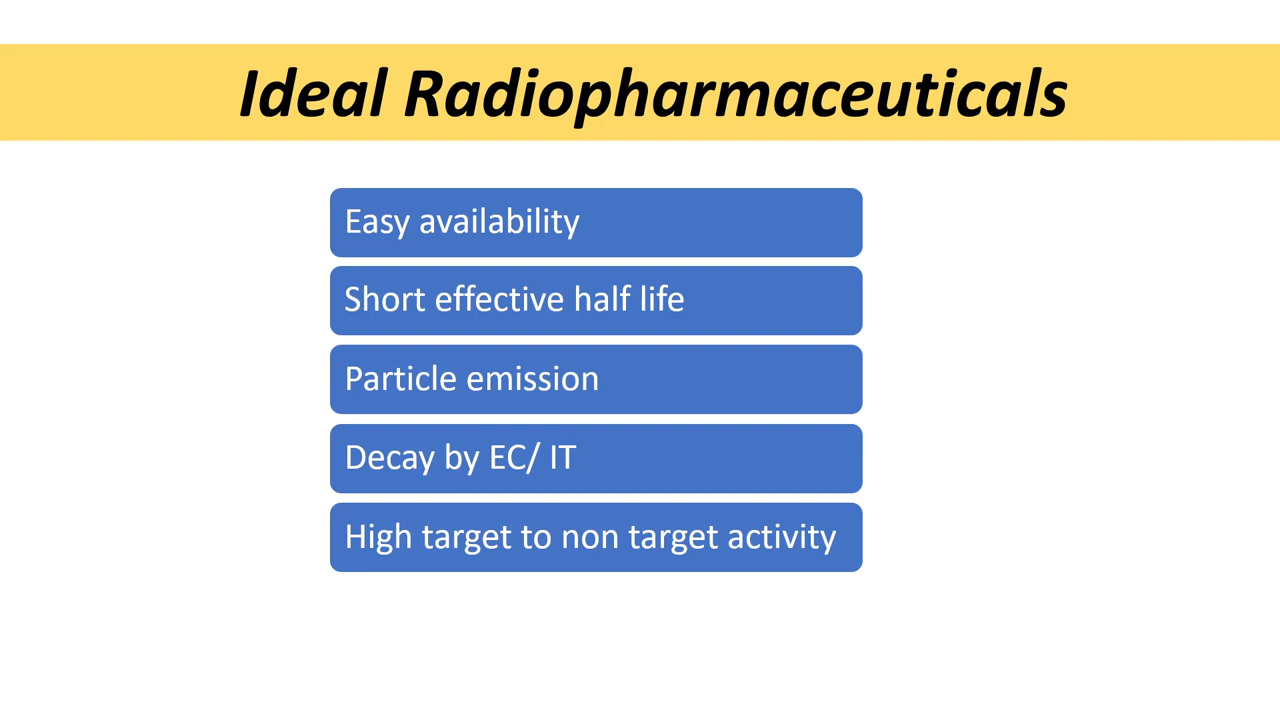 Ideal Radiopharmaceuticals
Easy availability
Short effective half life
Particle emission
Decay by EC/ IT
High target to non target activity